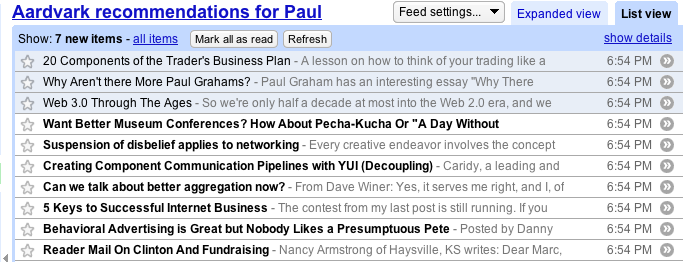 Aardvark recommendations for Paul Feed settings... Expanded view List view
Show: 7 new items - all items Mark all as read Refresh show details
20 Components of the Trader's Business Plan - A lesson on how to think of your trading like a 6:54 PM
Why Aren't there More Paul Grahams? - Paul Graham has an interesting essay "Why There 6:54 PM
Web 3.0 Through The Ages - So we're only half a decade at most into the Web 2.0 era, and we 6:54 PM
Want Better Museum Conferences? How About Pecha-Kucha Or "A Day Without 6:54 PM
Suspension of disbelief applies to networking - Every creative endeavor involves the concept 6:54 PM
Creating Component Communication Pipelines with YUI (Decoupling) - Caridy, a leading and 6:54 PM
Can we talk about better aggregation now? - From Dave Winer: Yes, it serves me right, and I, of 6:54 PM
5 Keys to Successful Internet Business - The contest from my last post is still running. If you 6:54 PM
Behavioral Advertising is Great but Nobody Likes a Presumptuous Pete - Posted by Danny 6:54 PM
Reader Mail On Clinton And Fundraising - Nancy Armstrong of Haysville, KS writes: Dear Marc, 6:54 PM